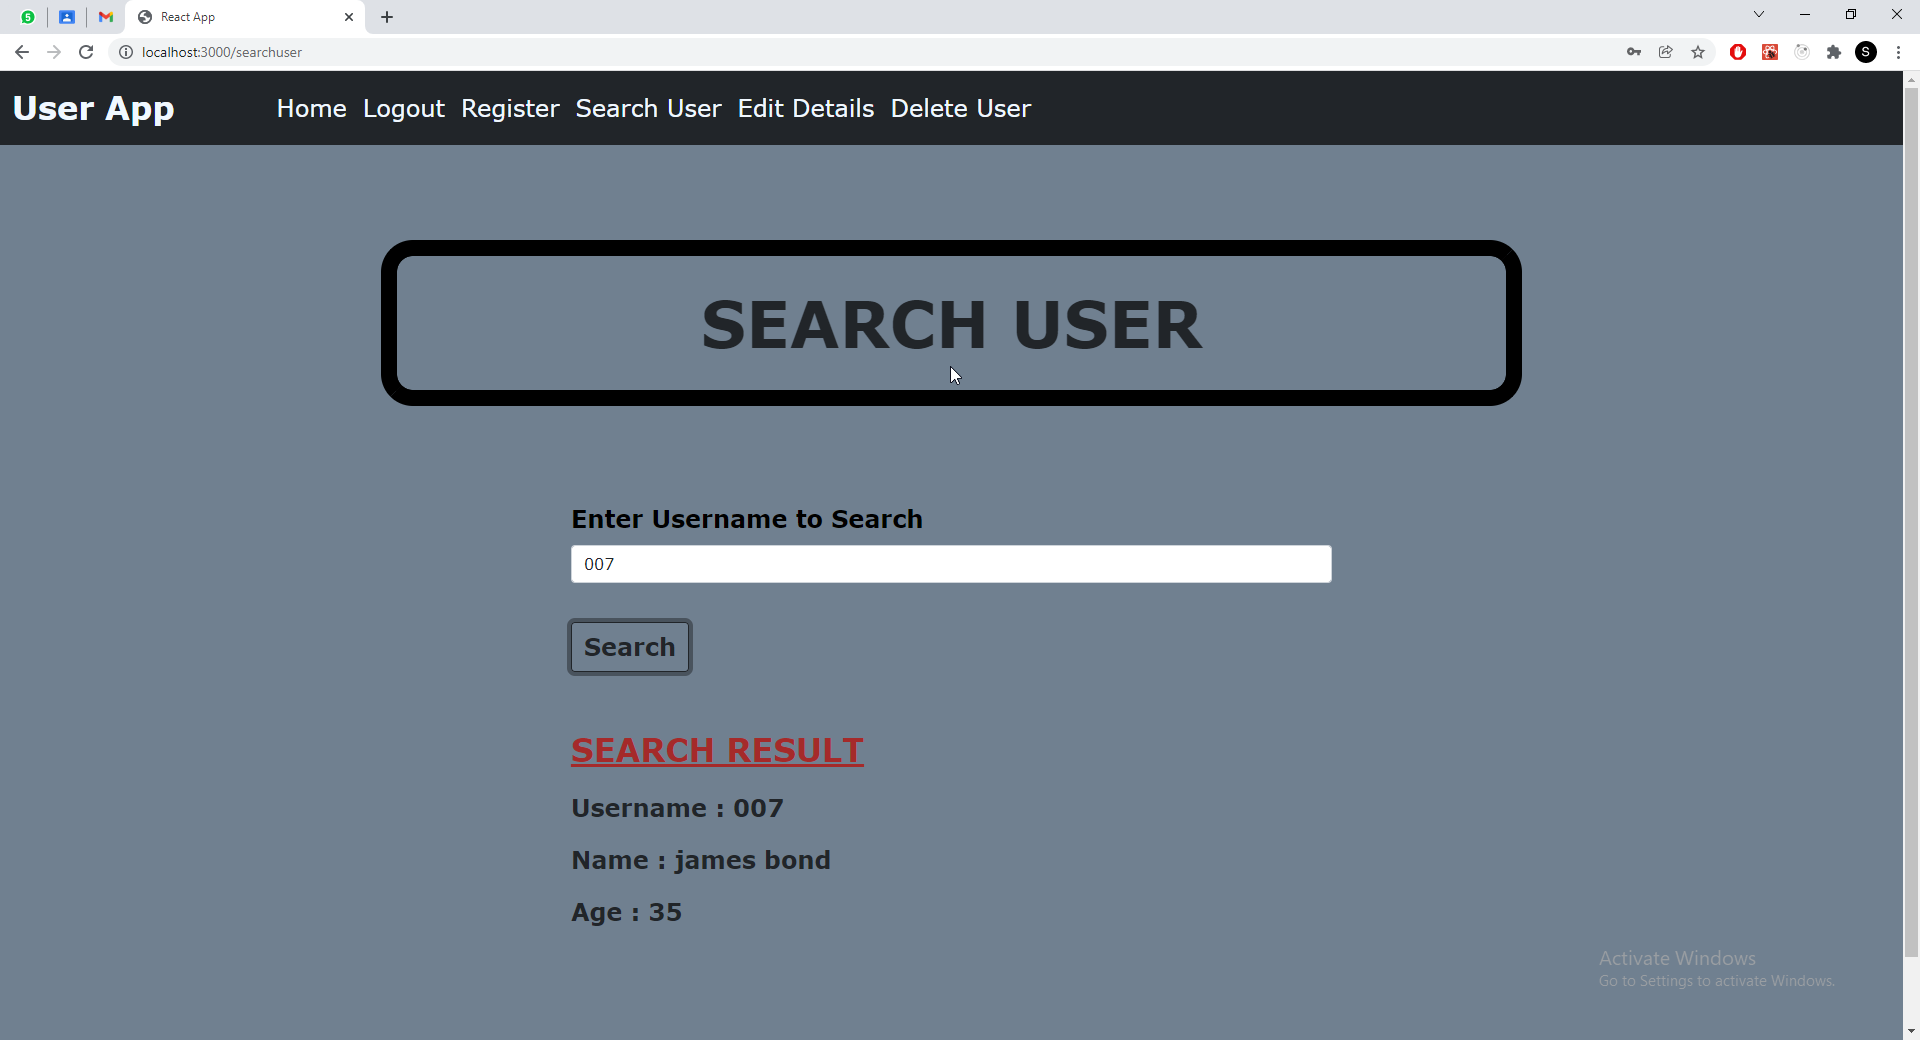 5
React App
localhost:3000/searchuser
S
User App Home Logout Register Search User Edit Details Delete User
SEARCH USER
Enter Username to Search
007
Search
SEARCH RESULT
Username : 007
Name : james bond
Age : 35
Activate Windows
Go to Settings to activate Windows.